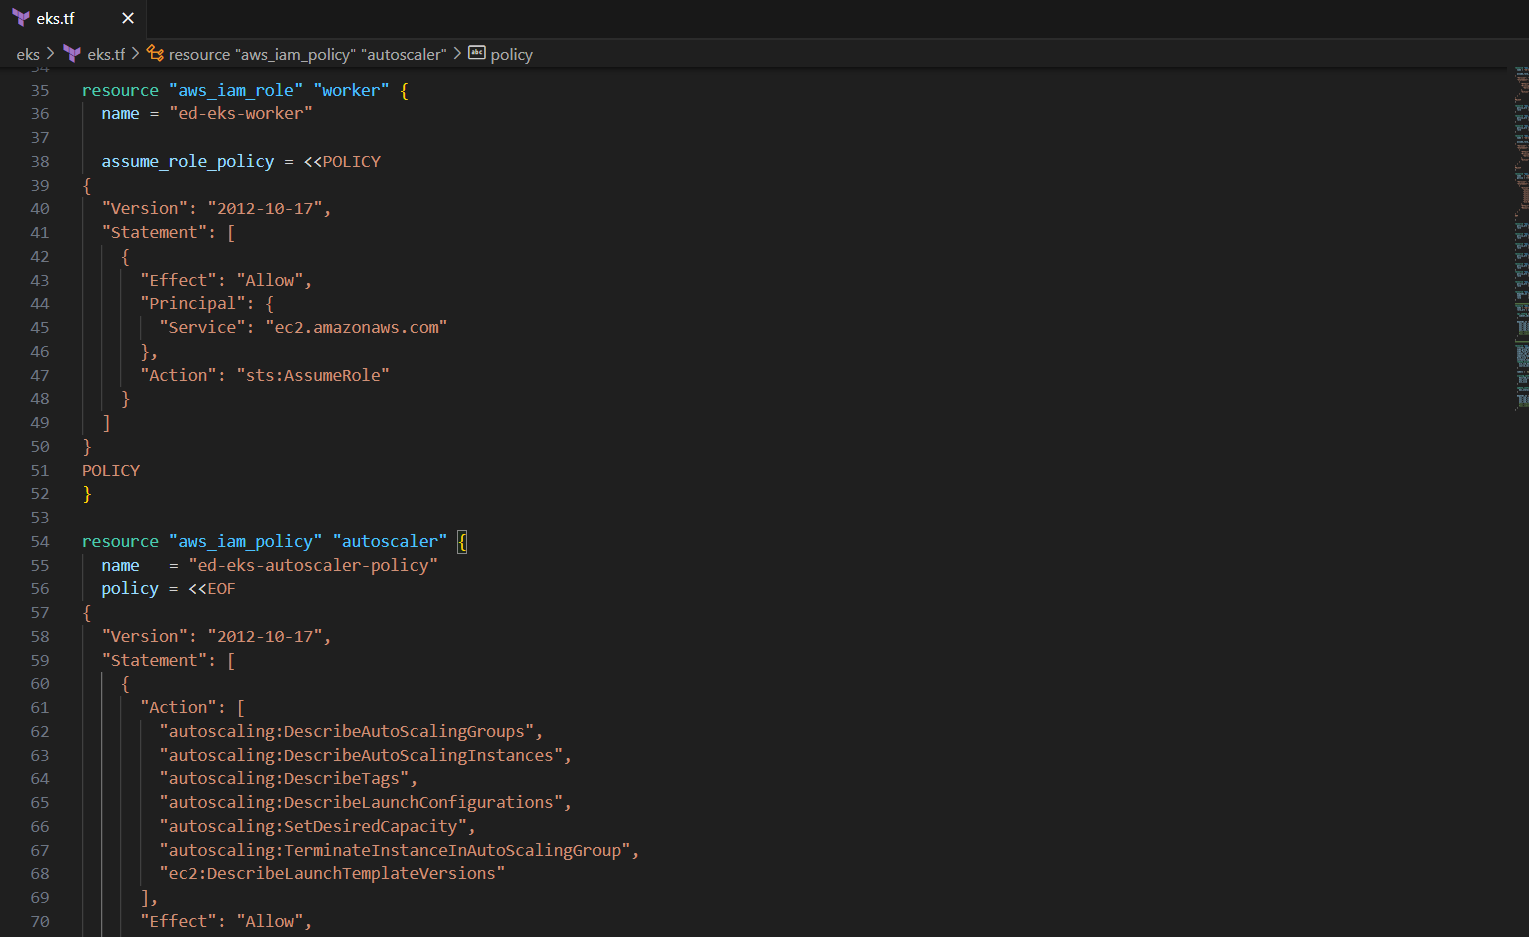 eks.tf
eks > eks.tf > resource "aws_iam_policy" "autoscaler" > policy
34
35 resource "aws_iam_role" "worker" {
36   name = "ed-eks-worker"
37
38   assume_role_policy = <<POLICY
39 {
40   "Version": "2012-10-17",
41   "Statement": [
42     {
43       "Effect": "Allow",
44       "Principal": {
45         "Service": "ec2.amazonaws.com"
46       },
47       "Action": "sts:AssumeRole"
48     }
49   ]
50 }
51 POLICY
52 }
53
54 resource "aws_iam_policy" "autoscaler" {
55   name   = "ed-eks-autoscaler-policy"
56   policy = <<EOF
57 {
58   "Version": "2012-10-17",
59   "Statement": [
60     {
61       "Action": [
62         "autoscaling:DescribeAutoScalingGroups",
63         "autoscaling:DescribeAutoScalingInstances",
64         "autoscaling:DescribeTags",
65         "autoscaling:DescribeLaunchConfigurations",
66         "autoscaling:SetDesiredCapacity",
67         "autoscaling:TerminateInstanceInAutoScalingGroup",
68         "ec2:DescribeLaunchTemplateVersions"
69       ],
70       "Effect": "Allow",